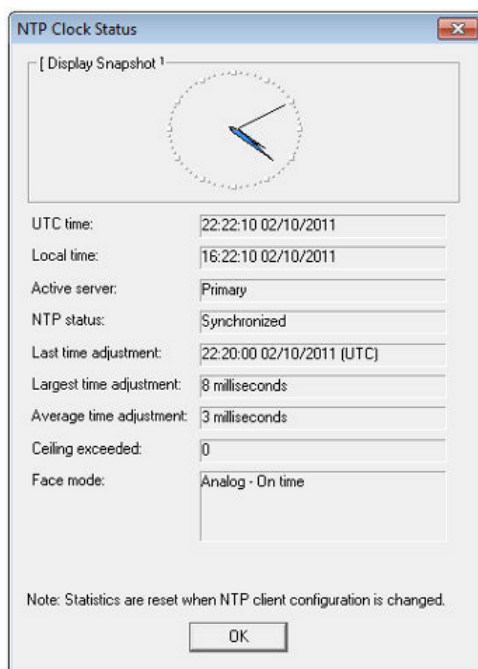 NTP Clock Status
[ Display Snapshot ¹
UTC time: 22:22:10 02/10/2011
Local time: 16:22:10 02/10/2011
Active server: Primary
NTP status: Synchronized
Last time adjustment: 22:20:00 02/10/2011 (UTC)
Largest time adjustment: 8 milliseconds
Average time adjustment: 3 milliseconds
Ceiling exceeded: 0
Face mode: Analog - On time
Note: Statistics are reset when NTP client configuration is changed.
OK